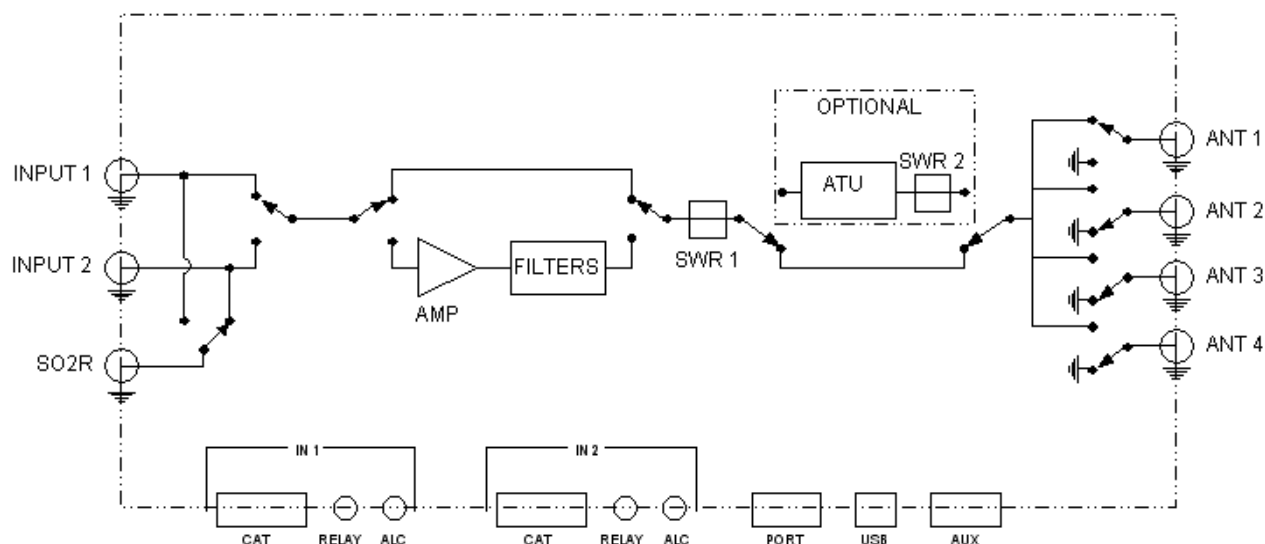 OPTIONAL
ANT 1
INPUT 1
ATU
SWR 2
ANT 2
INPUT 2
FILTERS
SWR 1
ANT 3
AMP
SO2R
ANT 4
IN 1
IN 2
CAT
RELAY
ALC
CAT
RELAY
ALC
PORT
USB
AUX